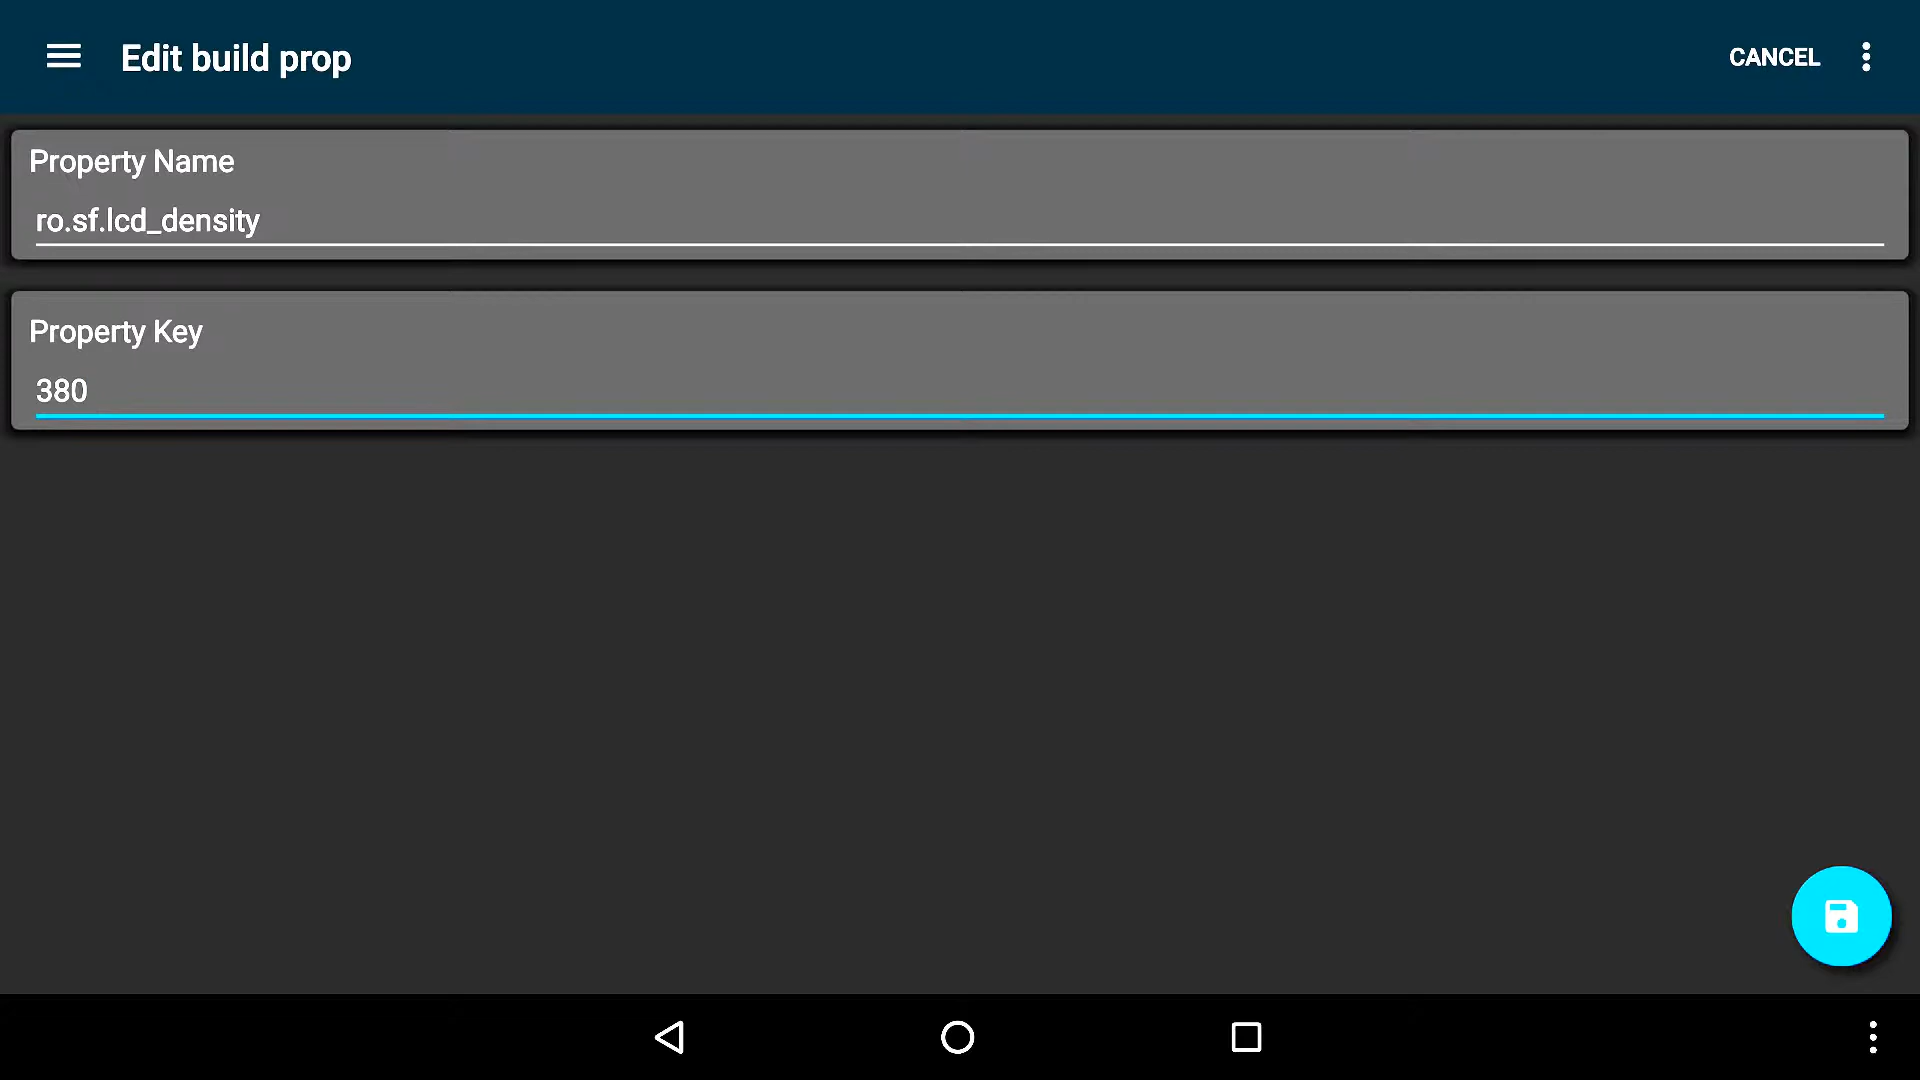 Edit build prop
CANCEL
Property Name
ro.sf.lcd_density
Property Key
380